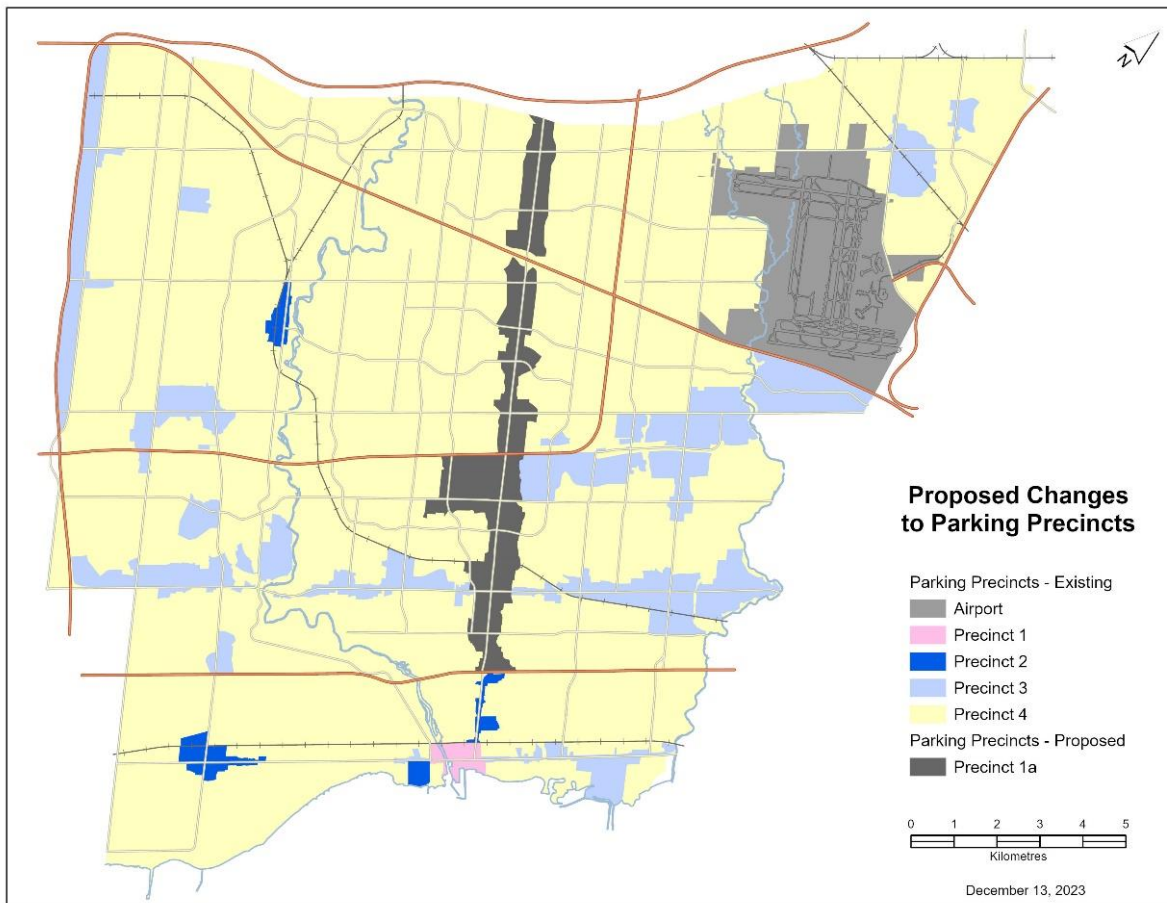 N
Proposed Changes
to Parking Precincts
Parking Precincts - Existing
Airport
Precinct 1
Precinct 2
Precinct 3
Precinct 4
Parking Precincts - Proposed
Precinct 1a
0 1 2 3 4 5
Kilometres
December 13, 2023